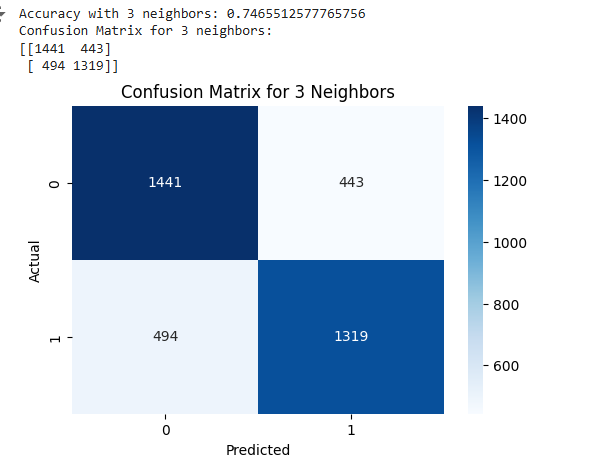 Accuracy with 3 neighbors: 0.7465512577765756
Confusion Matrix for 3 neighbors:
[[1441  443]
 [ 494 1319]]
Confusion Matrix for 3 Neighbors
1400
1200
1000
800
600
0
1441
443
Actual
1
494
1319
0
1
Predicted